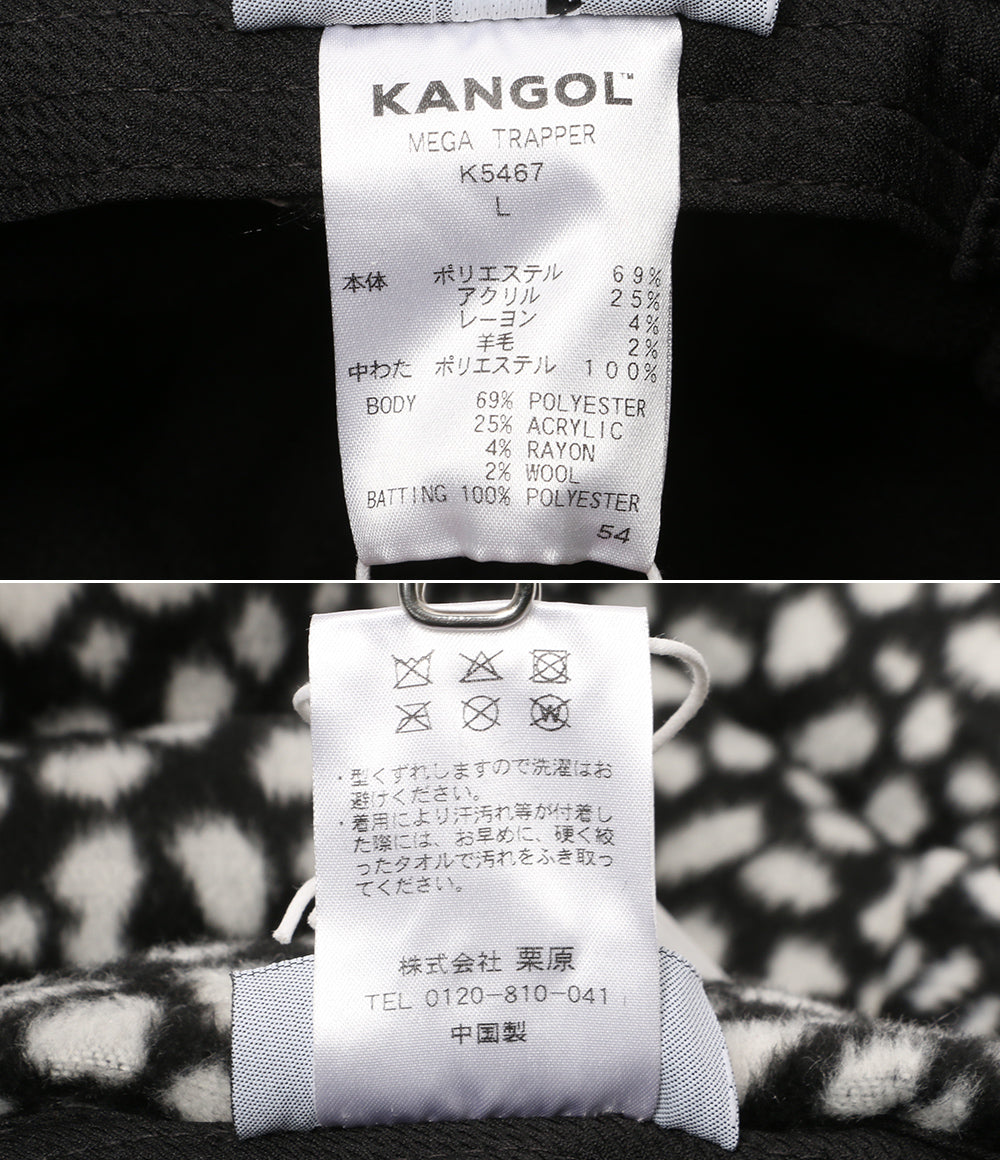 KANGOL™
MEGA TRAPPER
K5467
L
本体 ポリエステル 69%
アクリル 25%
レーヨン 4%
羊毛 2%
中わた ポリエステル 100%
BODY 69% POLYESTER
25% ACRYLIC
4% RAYON
2% WOOL
BATTING 100% POLYESTER
54
W
・型くずれしますので洗濯はお
避けください。
・着用により汗汚れ等が付着し
た際には、お早めに、硬く絞
ったタオルで汚れをふき取っ
てください。
株式会社 栗原
TEL 0120-810-041
中国製